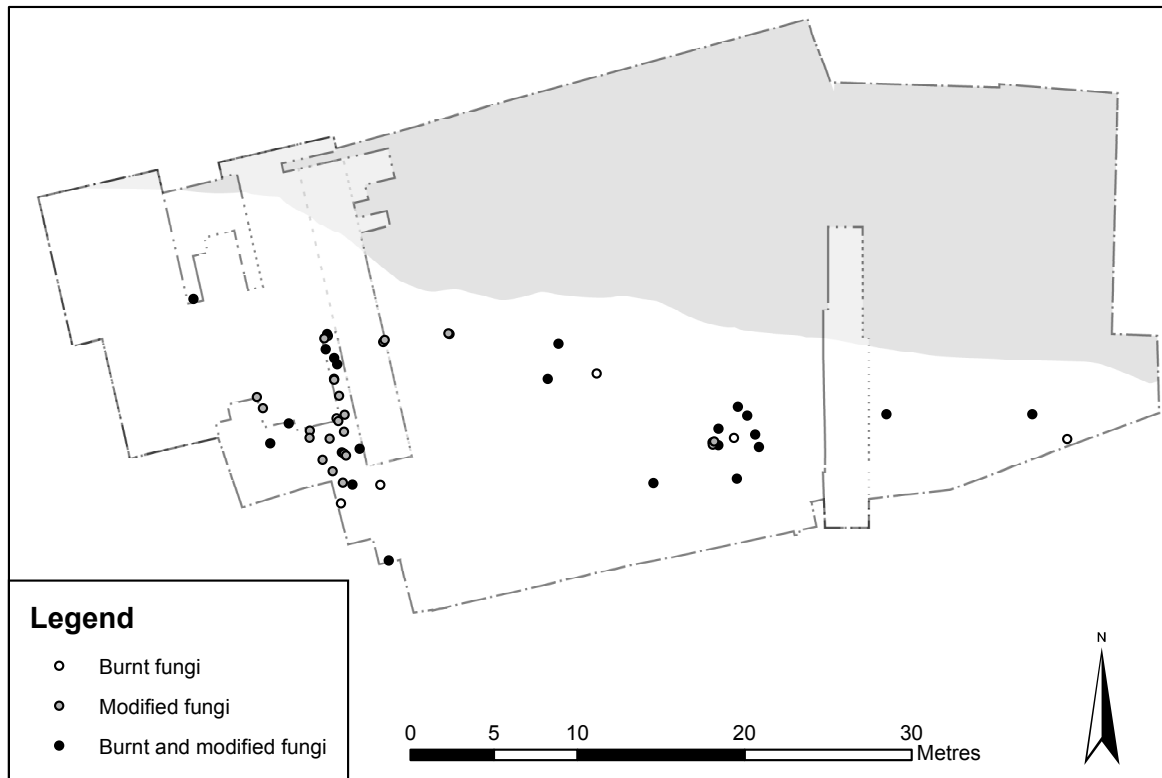 N
Legend
Burnt fungi
Modified fungi
Burnt and modified fungi
0 5 10 20 30
Metres